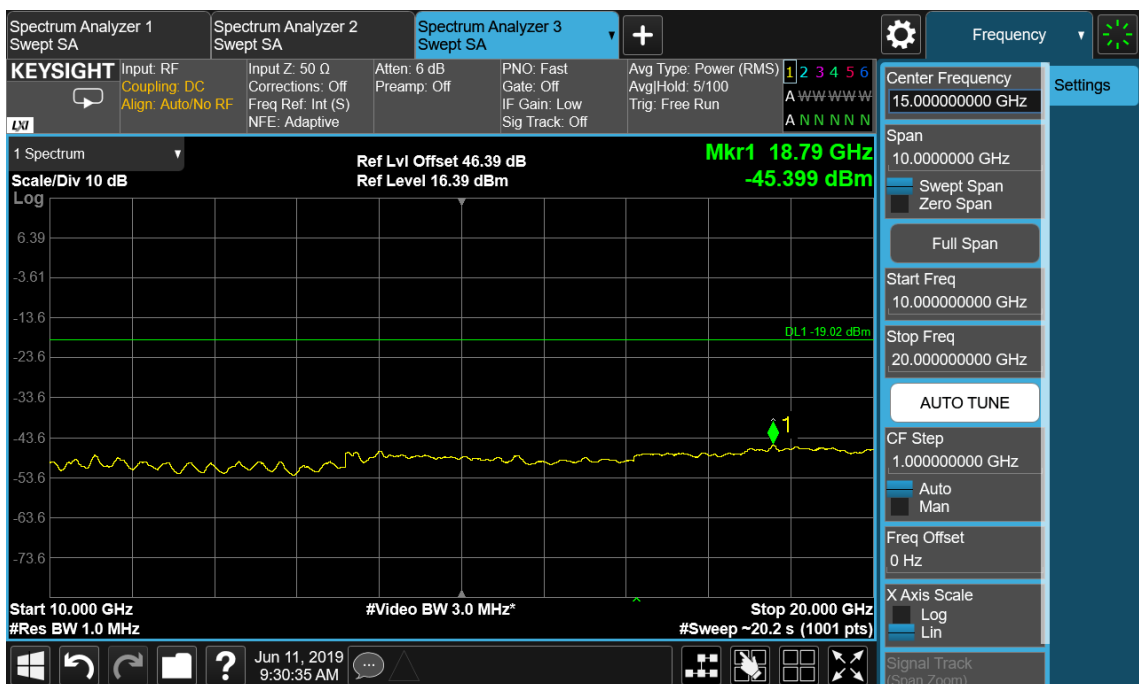 Spectrum Analyzer 1
Swept SA
Spectrum Analyzer 2
Swept SA
Spectrum Analyzer 3
Swept SA
Frequency
KEYSIGHT
LXI
Input: RF
Coupling: DC
Align: Auto/No RF
Input Z: 50 Ω
Corrections: Off
Freq Ref: Int (S)
NFE: Adaptive
Atten: 6 dB
Preamp: Off
PNO: Fast
Gate: Off
IF Gain: Low
Sig Track: Off
Avg Type: Power (RMS)
Avg|Hold: 5/100
Trig: Free Run
1 2 3 4 5 6
A W W W W W
A N N N N N
1 Spectrum
Scale/Div 10 dB
Log
Ref Lvl Offset 46.39 dB
Ref Level 16.39 dBm
Mkr1 18.79 GHz
-45.399 dBm
6.39
-3.61
-13.6
DL1 -19.02 dBm
-23.6
-33.6
1
-43.6
-53.6
-63.6
-73.6
Start 10.000 GHz
#Res BW 1.0 MHz
#Video BW 3.0 MHz*
Stop 20.000 GHz
#Sweep ~20.2 s (1001 pts)
Jun 11, 2019
9:30:35 AM
Center Frequency
15.000000000 GHz
Settings
Span
10.0000000 GHz
Swept Span
Zero Span
Full Span
Start Freq
10.000000000 GHz
Stop Freq
20.000000000 GHz
AUTO TUNE
CF Step
1.000000000 GHz
Auto
Man
Freq Offset
0 Hz
X Axis Scale
Log
Lin
Signal Track
(Span Zoom)